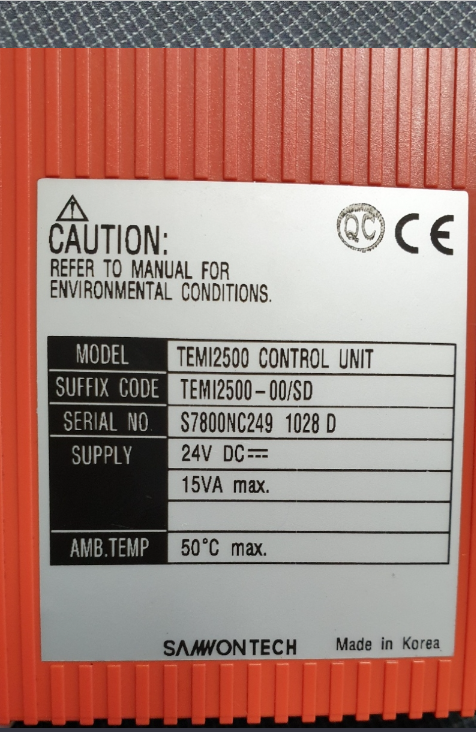 CAUTION:
REFER TO MANUAL FOR
ENVIRONMENTAL CONDITIONS.
QC CE
MODEL TEMI2500 CONTROL UNIT
SUFFIX CODE TEMI2500-00/SD
SERIAL NO. S7800NC249 1028 D
SUPPLY 24V DC⎓
15VA max.
AMB.TEMP 50°C max.
SAMWONTECH Made in Korea